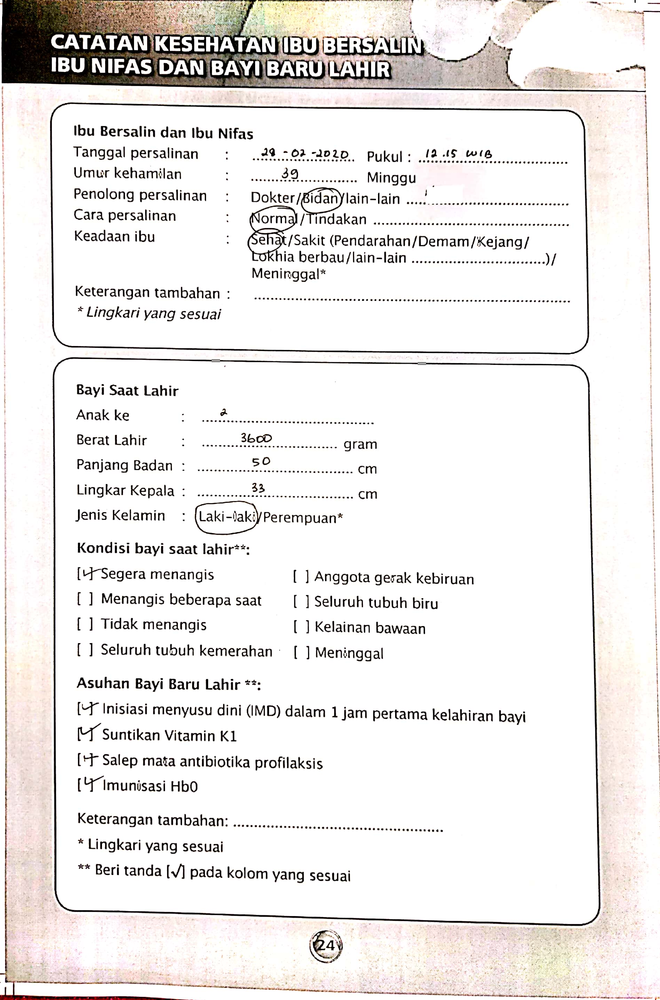 CATATAN KESEHATAN IBU BERSALIN
IBU NIFAS DAN BAYI BARU LAHIR
Ibu Bersalin dan Ibu Nifas
Tanggal persalinan : -02-2020 Pukul : 12.15 WIB
Umur kehamilan : 39 Minggu
Penolong persalinan : Dokter/Bidan/lain-lain ........................................
Cara persalinan : Normal/Tindakan ................................................
Keadaan ibu : Sehat/Sakit (Pendarahan/Demam/Kejang/
Lokhia berbau/lain-lain ................................)/
Meninggal*
Keterangan tambahan : ............................................................................
* Lingkari yang sesuai
Bayi Saat Lahir
Anak ke : 2
Berat Lahir : 3600 gram
Panjang Badan : 50 cm
Lingkar Kepala : 33 cm
Jenis Kelamin : Laki-laki/Perempuan*
Kondisi bayi saat lahir**:
[√] Segera menangis [ ] Anggota gerak kebiruan
[ ] Menangis beberapa saat [ ] Seluruh tubuh biru
[ ] Tidak menangis [ ] Kelainan bawaan
[ ] Seluruh tubuh kemerahan [ ] Meninggal
Asuhan Bayi Baru Lahir **:
[√] Inisiasi menyusu dini (IMD) dalam 1 jam pertama kelahiran bayi
[√] Suntikan Vitamin K1
[√] Salep mata antibiotika profilaksis
[√] Imunisasi Hb0
Keterangan tambahan: ..................................................
* Lingkari yang sesuai
** Beri tanda [√] pada kolom yang sesuai
24